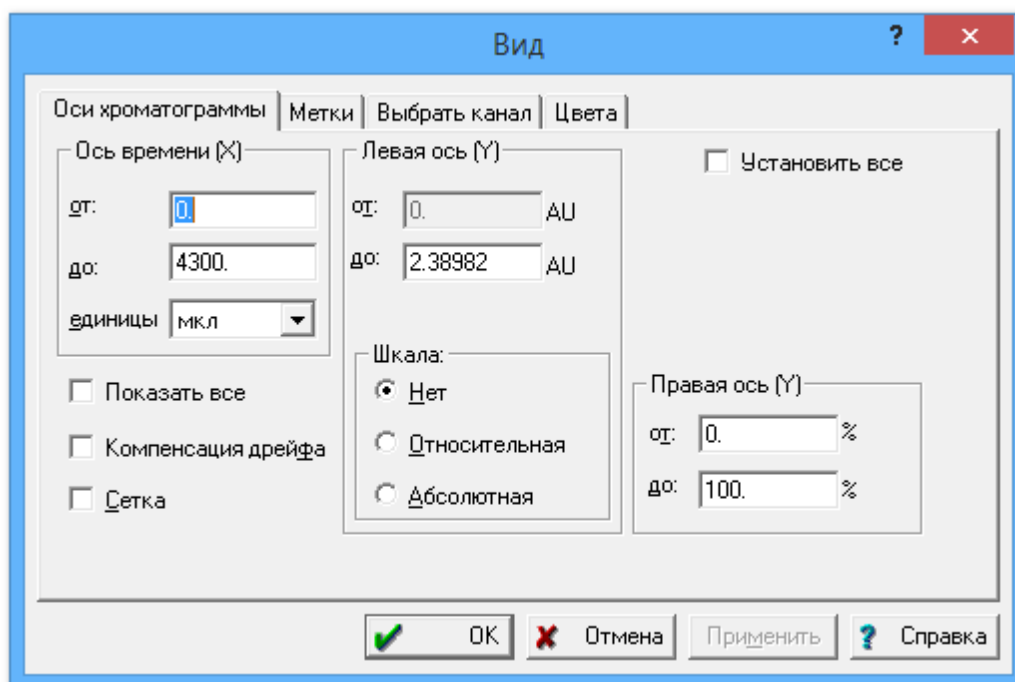 Вид
?
Оси хроматограммы Метки Выбрать канал Цвета
Ось времени (X)
от: 0.
до: 4300.
единицы мкл
Показать все
Компенсация дрейфа
Сетка
Левая ось (Y)
от: 0. AU
до: 2.38982 AU
Шкала:
Нет
Относительная
Абсолютная
Установить все
Правая ось (Y)
от: 0. %
до: 100. %
OK Отмена Применить ? Справка